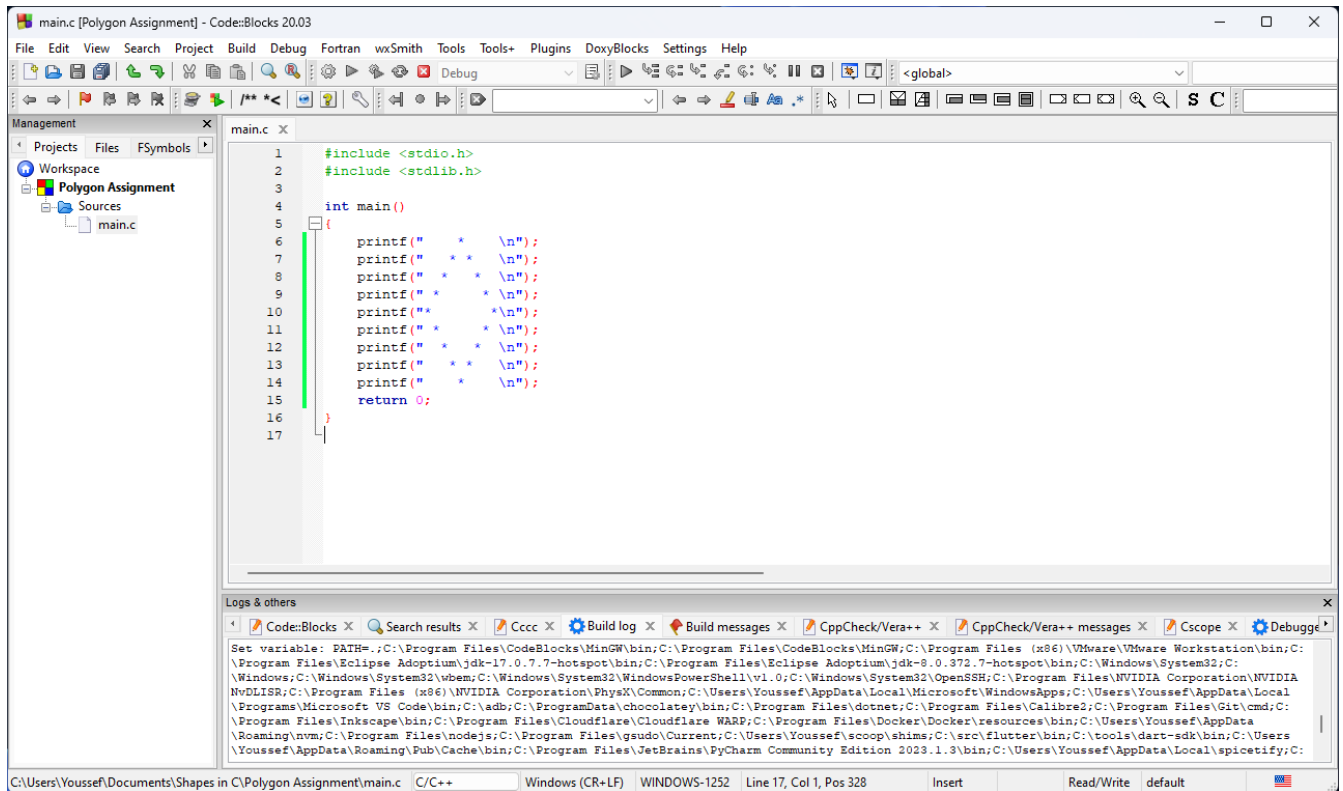 main.c [Polygon Assignment] - Code::Blocks 20.03
File Edit View Search Project Build Debug Fortran wxSmith Tools Tools+ Plugins DoxyBlocks Settings Help
Debug <global>
/** *< .* S C
Management X
Projects Files FSymbols
Workspace
Polygon Assignment
Sources
main.c
main.c X
1 #include <stdio.h>
2 #include <stdlib.h>
3
4 int main()
5 {
6     printf("    *    \n");
7     printf("   * *   \n");
8     printf("  *   *  \n");
9     printf(" *     * \n");
10     printf("*       *\n");
11     printf(" *     * \n");
12     printf("  *   *  \n");
13     printf("   * *   \n");
14     printf("    *    \n");
15     return 0;
16 }
17
Logs & others X
Code::Blocks X Search results X Cccc X Build log X Build messages X CppCheck/Vera++ X CppCheck/Vera++ messages X Cscope X Debugge
Set variable: PATH=.;C:\Program Files\CodeBlocks\MinGW\bin;C:\Program Files\CodeBlocks\MinGW;C:\Program Files (x86)\VMware\VMware Workstation\bin;C:
\Program Files\Eclipse Adoptium\jdk-17.0.7.7-hotspot\bin;C:\Program Files\Eclipse Adoptium\jdk-8.0.372.7-hotspot\bin;C:\Windows\System32;C:
\Windows;C:\Windows\System32\wbem;C:\Windows\System32\WindowsPowerShell\v1.0;C:\Windows\System32\OpenSSH;C:\Program Files\NVIDIA Corporation\NVIDIA
NvDLISR;C:\Program Files (x86)\NVIDIA Corporation\PhysX\Common;C:\Users\Youssef\AppData\Local\Microsoft\WindowsApps;C:\Users\Youssef\AppData\Local
\Programs\Microsoft VS Code\bin;C:\adb;C:\ProgramData\chocolatey\bin;C:\Program Files\dotnet;C:\Program Files\Calibre2;C:\Program Files\Git\cmd;C:
\Program Files\Inkscape\bin;C:\Program Files\Cloudflare\Cloudflare WARP;C:\Program Files\Docker\Docker\resources\bin;C:\Users\Youssef\AppData
\Roaming\nvm;C:\Program Files\nodejs;C:\Program Files\gsudo\Current;C:\Users\Youssef\scoop\shims;C:\src\flutter\bin;C:\tools\dart-sdk\bin;C:\Users
\Youssef\AppData\Roaming\Pub\Cache\bin;C:\Program Files\JetBrains\PyCharm Community Edition 2023.1.3\bin;C:\Users\Youssef\AppData\Local\spicetify;C:
C:\Users\Youssef\Documents\Shapes in C\Polygon Assignment\main.c C/C++ Windows (CR+LF) WINDOWS-1252 Line 17, Col 1, Pos 328 Insert Read/Write default